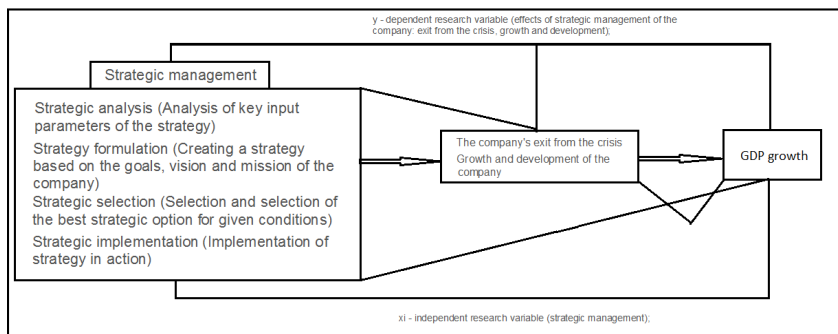 y - dependent research variable (effects of strategic management of the
company: exit from the crisis, growth and development);
Strategic management
Strategic analysis (Analysis of key input
parameters of the strategy)
Strategy formulation (Creating a strategy
based on the goals, vision and mission of the
company)
Strategic selection (Selection and selection of
the best strategic option for given conditions)
Strategic implementation (Implementation of
strategy in action)
The company's exit from the crisis
Growth and development of the
company
GDP growth
xi - independent research variable (strategic management);